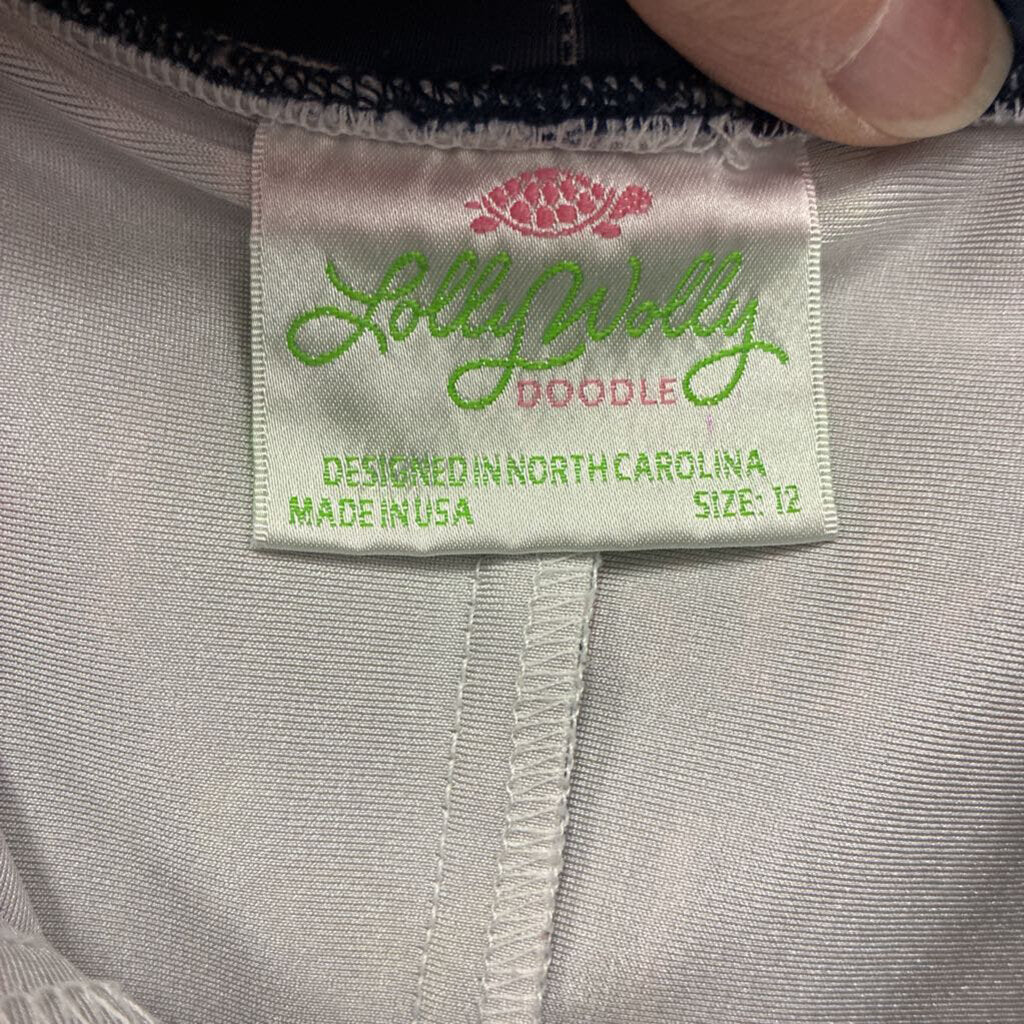 Lolly Wolly
DOODLE
DESIGNED IN NORTH CAROLINA
MADE IN USA SIZE: 12